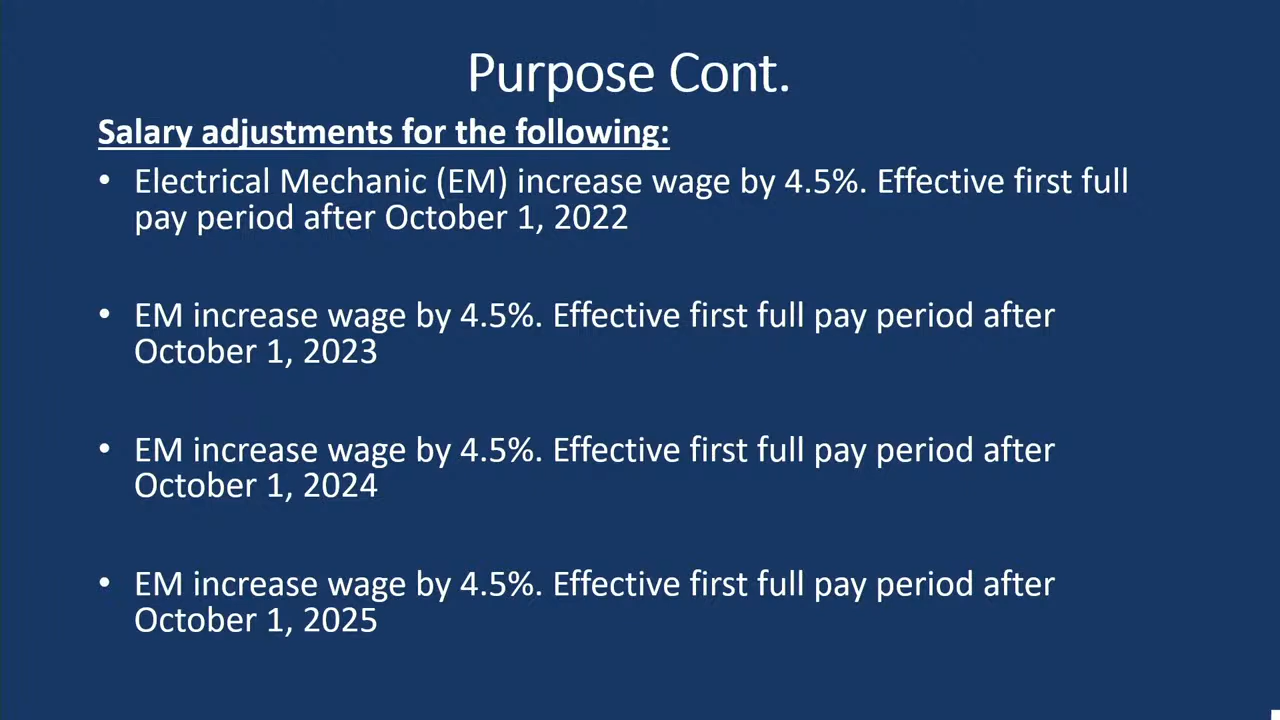 Purpose Cont.
Salary adjustments for the following:
• Electrical Mechanic (EM) increase wage by 4.5%. Effective first full
pay period after October 1, 2022
• EM increase wage by 4.5%. Effective first full pay period after
October 1, 2023
• EM increase wage by 4.5%. Effective first full pay period after
October 1, 2024
• EM increase wage by 4.5%. Effective first full pay period after
October 1, 2025